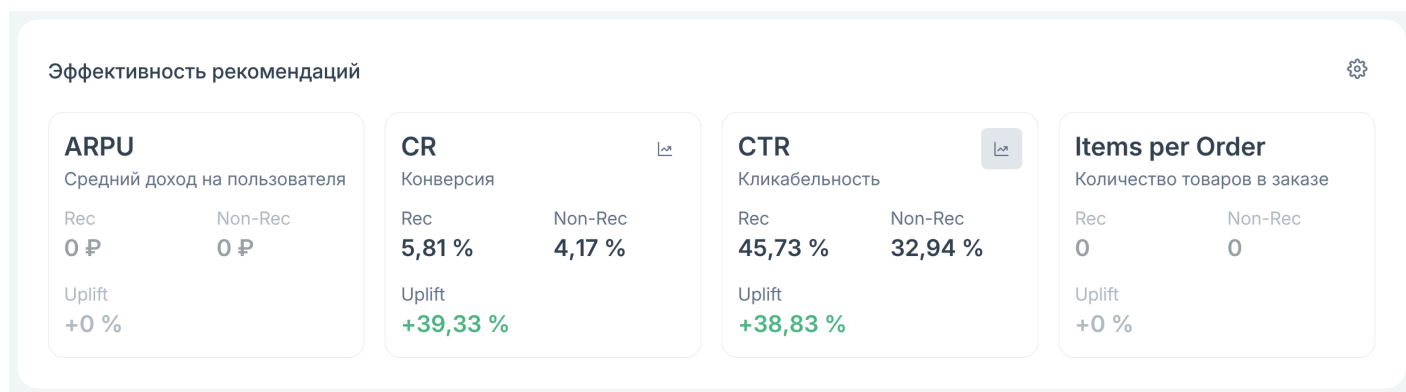 Эффективность рекомендаций
ARPU
Средний доход на пользователя
Rec Non-Rec
0 ₽ 0 ₽
Uplift
+0 %
CR
Конверсия
Rec Non-Rec
5,81 % 4,17 %
Uplift
+39,33 %
CTR
Кликабельность
Rec Non-Rec
45,73 % 32,94 %
Uplift
+38,83 %
Items per Order
Количество товаров в заказе
Rec Non-Rec
0 0
Uplift
+0 %